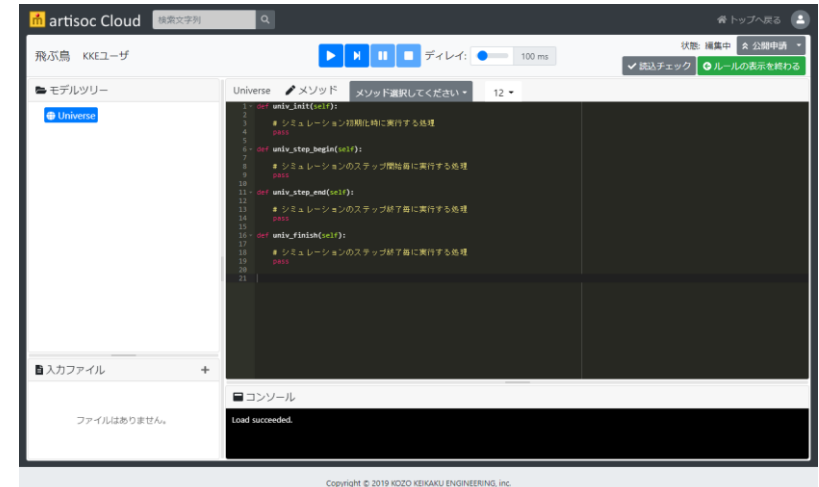 artisoc Cloud 検索文字列 トップへ戻る
飛ぶ鳥 KKEユーザ ディレイ: 100 ms 状態: 編集中 公開申請
読込チェック ルールの表示を終わる
モデルツリー
Universe
Universe メソッド メソッド選択してください 12
1 def univ_init(self):
2
3 # シミュレーション初期化時に実行する処理
4 pass
5
6 def univ_step_begin(self):
7
8 # シミュレーションのステップ開始毎に実行する処理
9 pass
10
11 def univ_step_end(self):
12
13 # シミュレーションのステップ終了毎に実行する処理
14 pass
15
16 def univ_finish(self):
17
18 # シミュレーションのステップ終了毎に実行する処理
19 pass
20
21
入力ファイル +
ファイルはありません。
コンソール
Load succeeded.
Copyright © 2019 KOZO KEIKAKU ENGINEERING, inc.